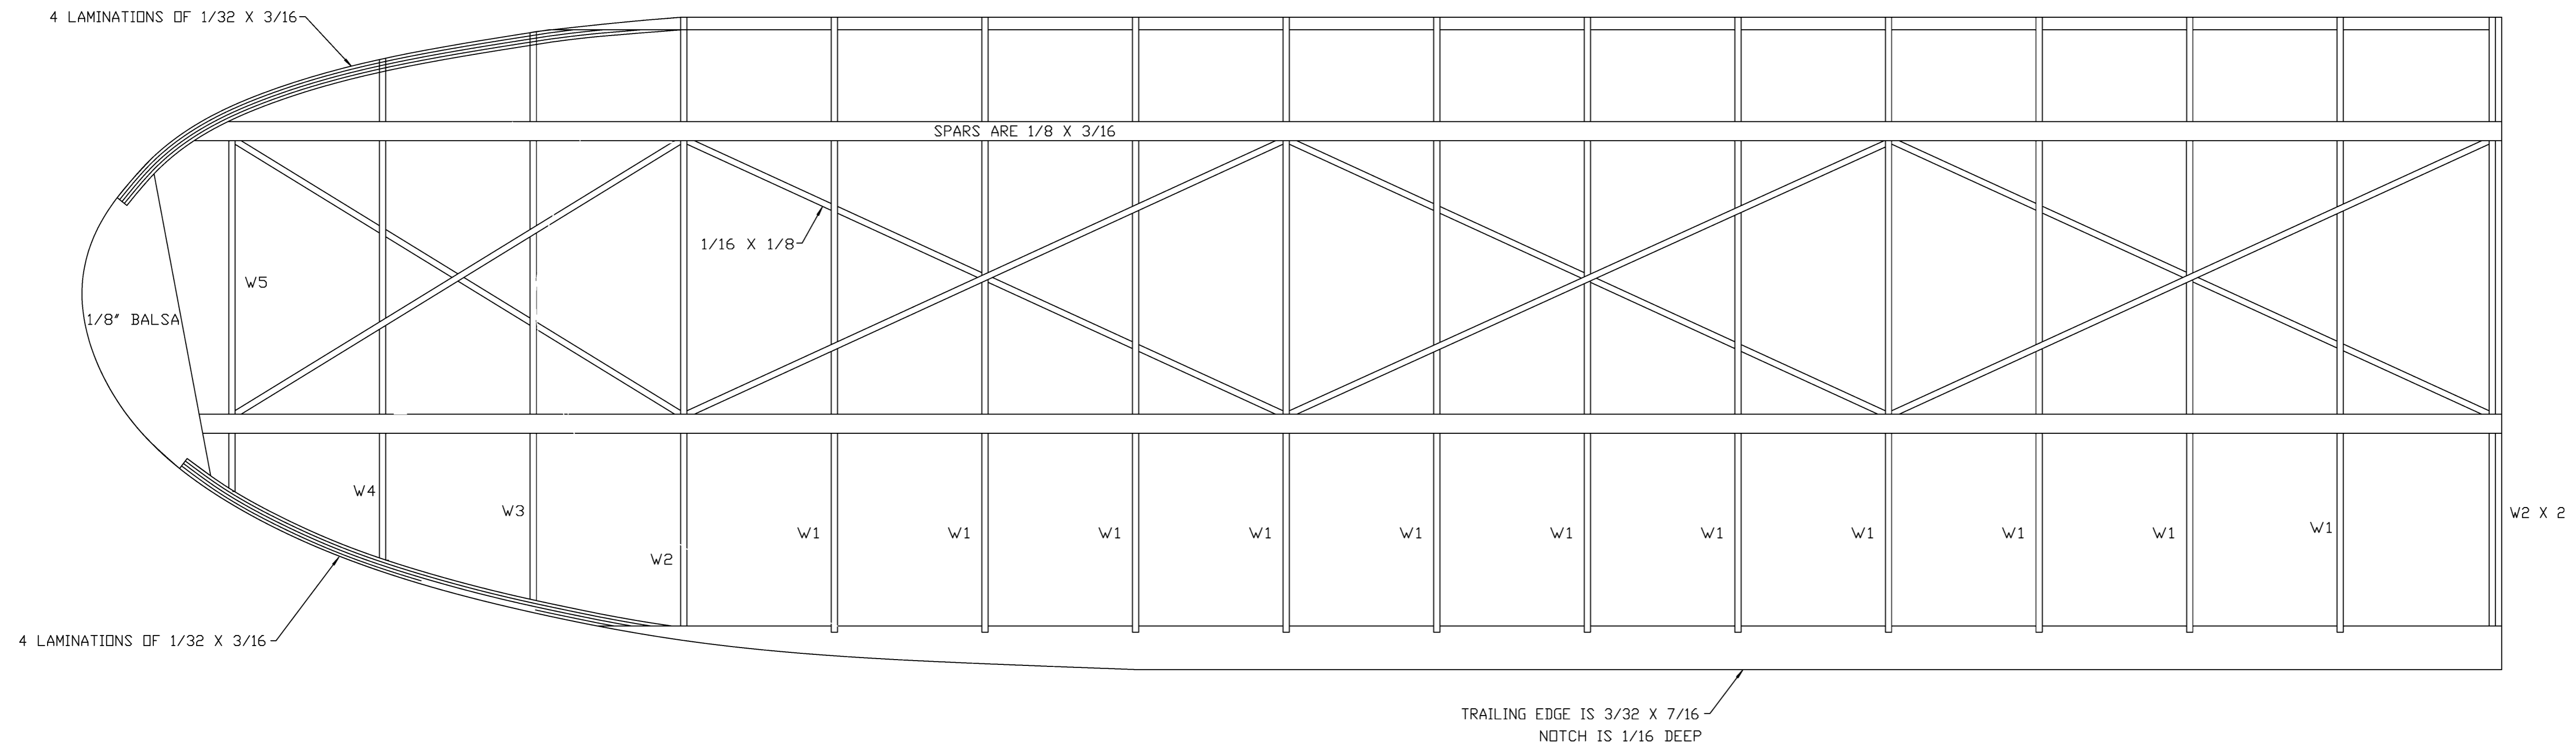 4 LAMINATIONS OF 1/32 X 3/16
SPARS ARE 1/8 X 3/16
1/16 X 1/8
W5
1/8" BALSA
W4
W3
W2
W1
W1
W1
W1
W1
W1
W1
W1
W1
W1
W1
W2 X 2
4 LAMINATIONS OF 1/32 X 3/16
TRAILING EDGE IS 3/32 X 7/16
NOTCH IS 1/16 DEEP